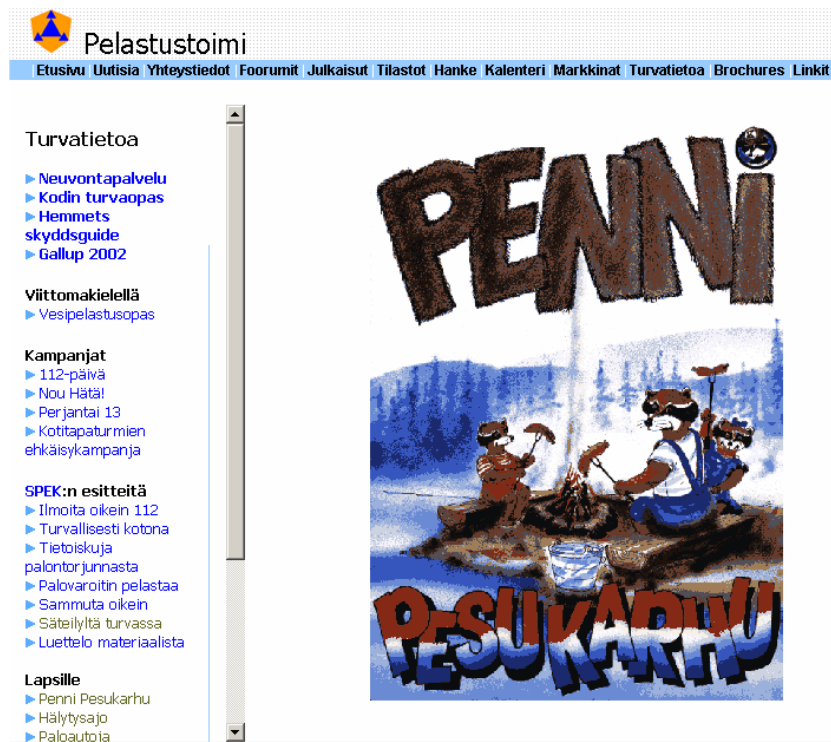 Pelastustoimi
Etusivu Uutisia Yhteystiedot Foorumit Julkaisut Tilastot Hanke Kalenteri Markkinat Turvatietoa Brochures Linkit
Turvatietoa
Neuvontapalvelu
Kodin turvaopas
Hemmets
skyddsguide
Gallup 2002
Viittomakielellä
Vesipelastusopas
Kampanjat
112-päivä
Nou Hätä!
Perjantai 13
Kotitapaturmien
ehkäisykampanja
SPEK:n esitteitä
Ilmoita oikein 112
Turvallisesti kotona
Tietoiskuja
palontorjunnasta
Palovaroitin pelastaa
Sammuta oikein
Säteilyltä turvassa
Luettelo materiaalista
Lapsille
Penni Pesukarhu
Hälytysajo
Paloautoja
PENNi
PESUKARHU